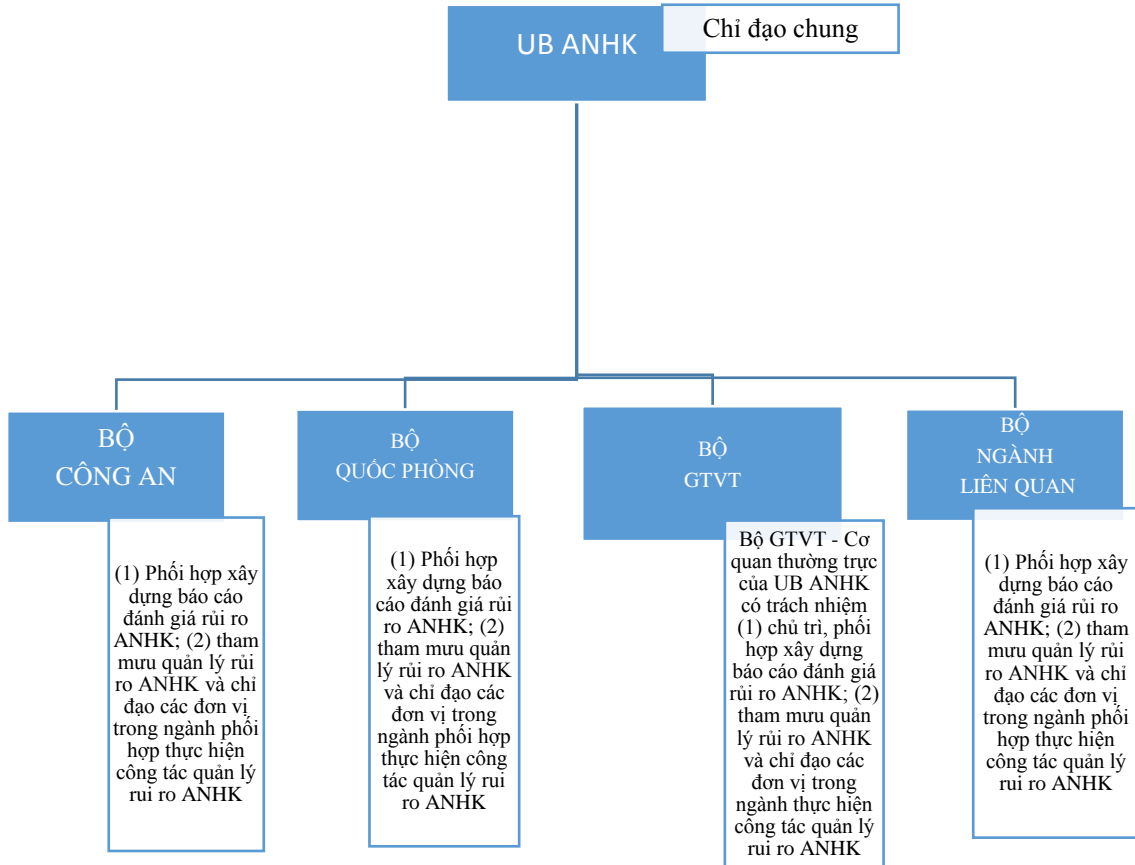 UB ANHK
Chỉ đạo chung
BỘ
CÔNG AN
(1) Phối hợp xây
dựng báo cáo
đánh giá rủi ro
ANHK; (2) tham
mưu quản lý rủi
ro ANHK và chỉ
đạo các đơn vị
trong ngành phối
hợp thực hiện
công tác quản lý
rui ro ANHK
BỘ
QUỐC PHÒNG
(1) Phối hợp
xây dựng báo
cáo đánh giá rủi
ro ANHK; (2)
tham mưu quản
lý rủi ro ANHK
và chỉ đạo các
đơn vị trong
ngành phối hợp
thực hiện công
tác quản lý rui
ro ANHK
BỘ
GTVT
Bộ GTVT - Cơ
quan thường trực
của UB ANHK
có trách nhiệm
(1) chủ trì, phối
hợp xây dựng
báo cáo đánh giá
rủi ro ANHK; (2)
tham mưu quản
lý rủi ro ANHK
và chỉ đạo các
đơn vị trong
ngành thực hiện
công tác quản lý
rui ro ANHK
BỘ
NGÀNH
LIÊN QUAN
(1) Phối hợp xây
dựng báo cáo
đánh giá rủi ro
ANHK; (2) tham
mưu quản lý rủi
ro ANHK và chỉ
đạo các đơn vị
trong ngành phối
hợp thực hiện
công tác quản lý
rui ro ANHK